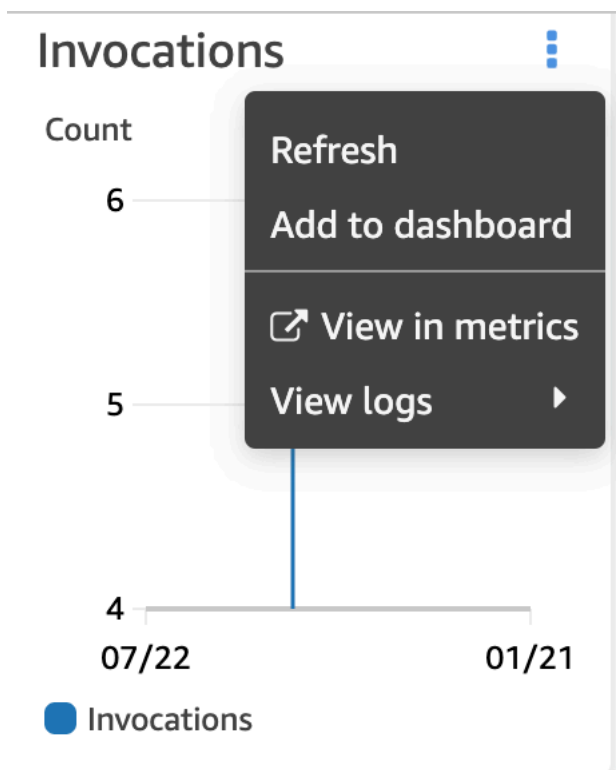 Invocations
Count
Refresh
6
Add to dashboard
View in metrics
5
View logs
4
07/22
01/21
Invocations